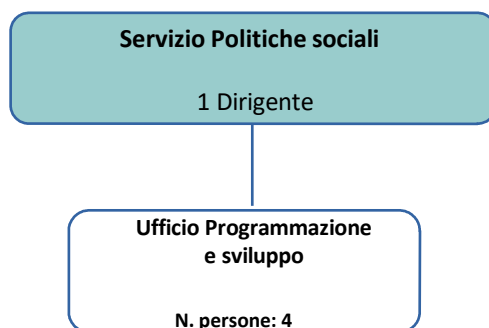 Servizio Politiche sociali
1 Dirigente
Ufficio Programmazione
e sviluppo
N. persone: 4